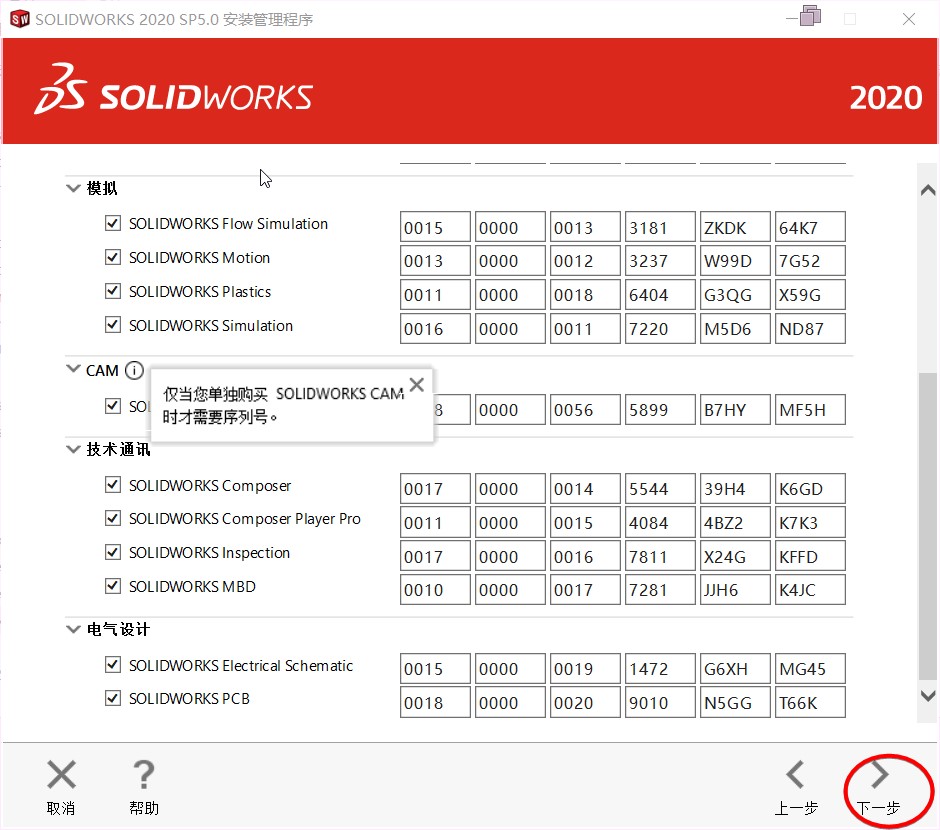 SOLIDWORKS 2020 SP5.0 安装管理程序
SOLIDWORKS 2020
模拟
SOLIDWORKS Flow Simulation 0015 0000 0013 3181 ZKDK 64K7
SOLIDWORKS Motion 0013 0000 0012 3237 W99D 7G52
SOLIDWORKS Plastics 0011 0000 0018 6404 G3QG X59G
SOLIDWORKS Simulation 0016 0000 0011 7220 M5D6 ND87
CAM
仅当您单独购买 SOLIDWORKS CAM
时才需要序列号。
0000 0056 5899 B7HY MF5H
技术通讯
SOLIDWORKS Composer 0017 0000 0014 5544 39H4 K6GD
SOLIDWORKS Composer Player Pro 0011 0000 0015 4084 4BZ2 K7K3
SOLIDWORKS Inspection 0017 0000 0016 7811 X24G KFFD
SOLIDWORKS MBD 0010 0000 0017 7281 JJH6 K4JC
电气设计
SOLIDWORKS Electrical Schematic 0015 0000 0019 1472 G6XH MG45
SOLIDWORKS PCB 0018 0000 0020 9010 N5GG T66K
取消 帮助 上一步 下一步